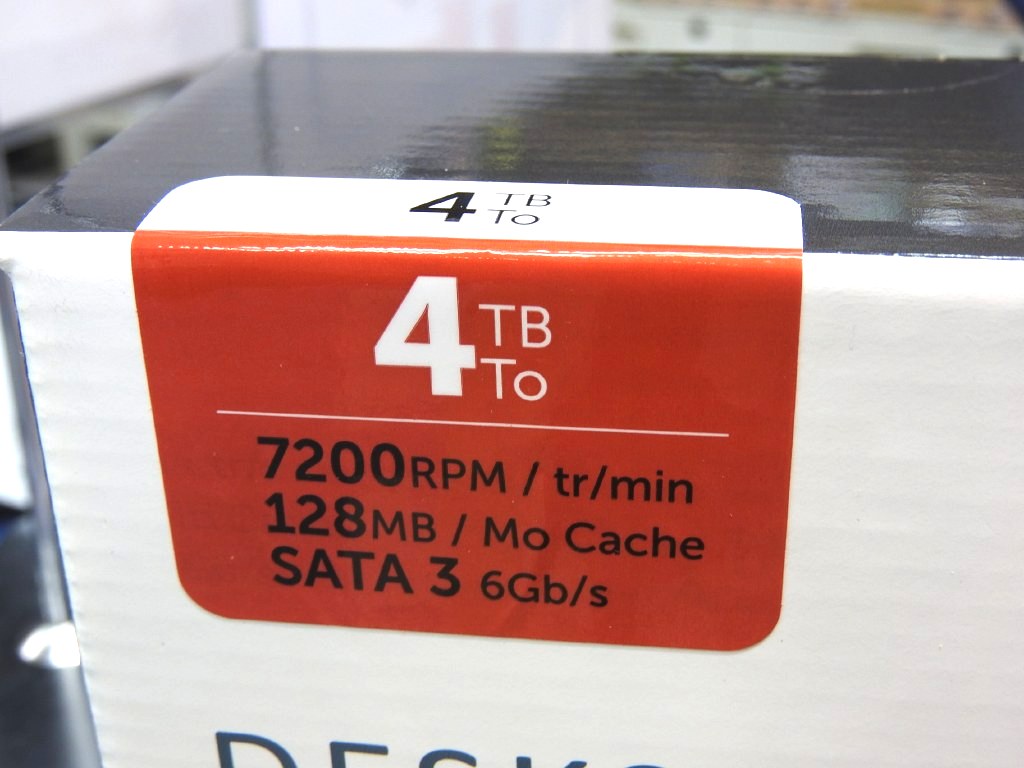 4 TB
To
4 TB
To
7200RPM / tr/min
128MB / Mo Cache
SATA 3 6Gb/s